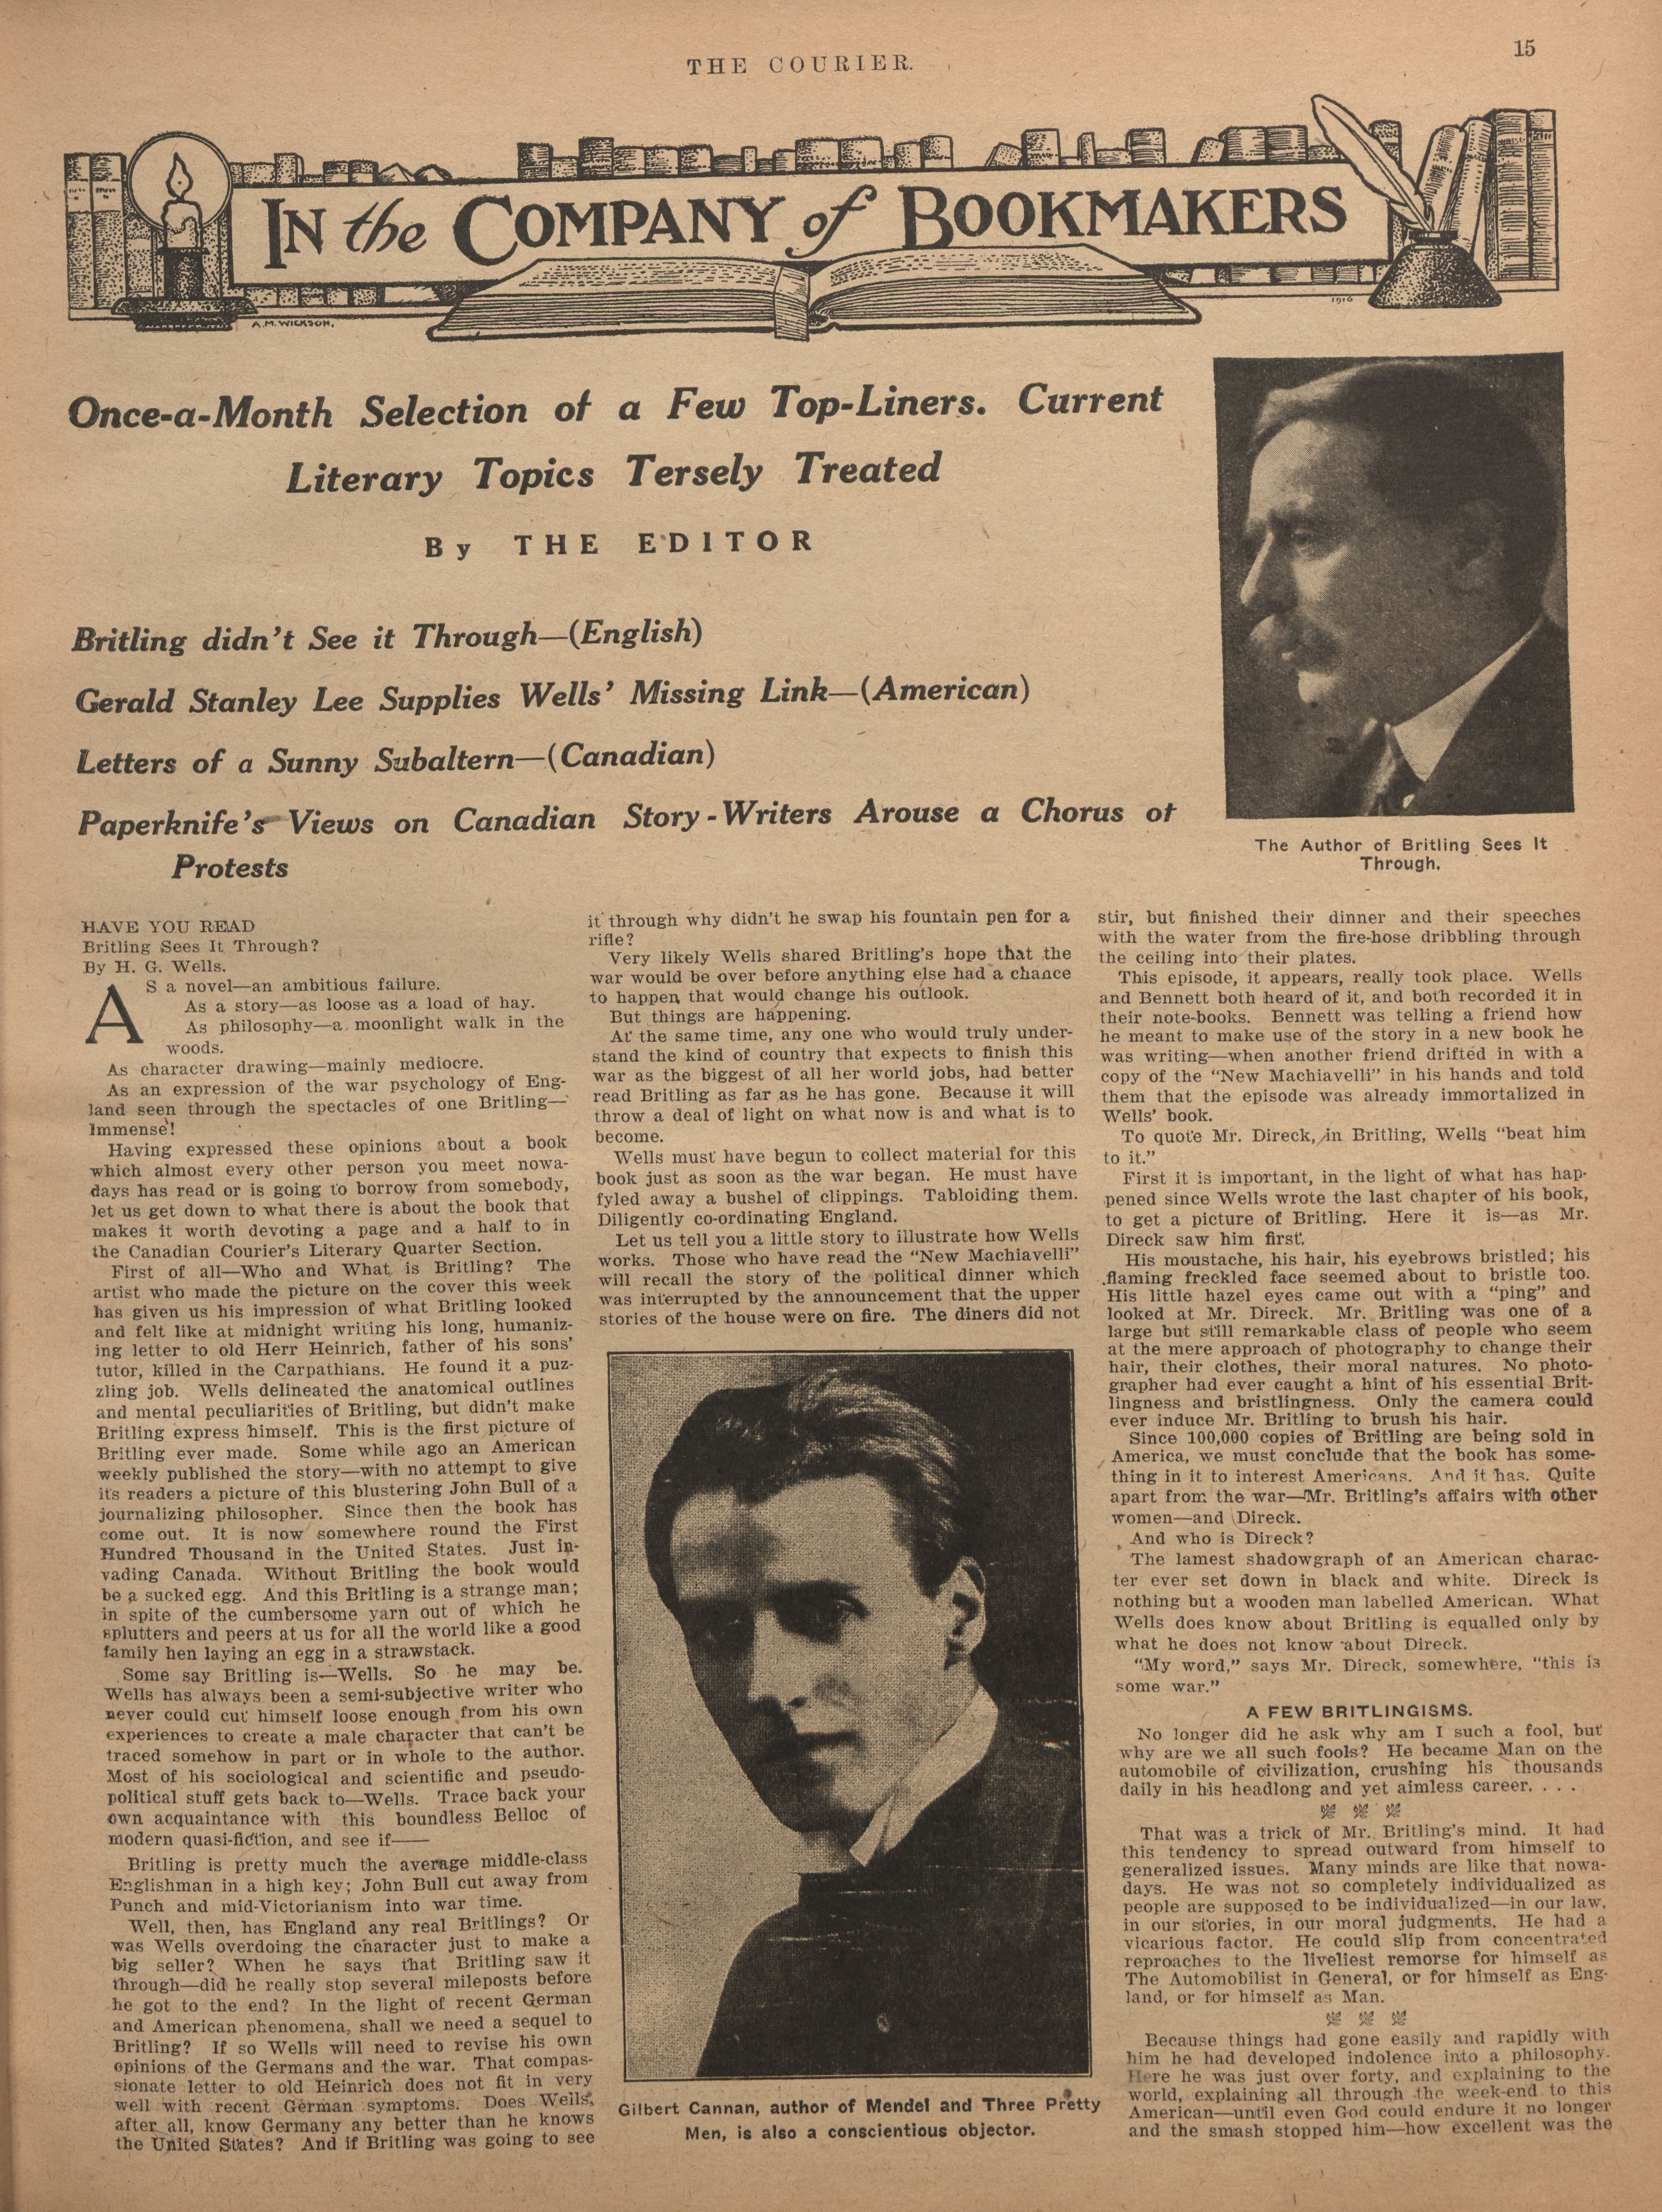 THE COURIER.
15
IN the COMPANY of BOOKMAKERS
A.M. WICKSON.
1916
Once-a-Month Selection of a Few Top-Liners. Current
Literary Topics Tersely Treated
By THE EDITOR
Britling didn't See it Through—(English)
Gerald Stanley Lee Supplies Wells' Missing Link—(American)
Letters of a Sunny Subaltern—(Canadian)
Paperknife's Views on Canadian Story-Writers Arouse a Chorus of
Protests
The Author of Britling Sees It
Through.
HAVE YOU READ
Britling Sees It Through?
By H. G. Wells.
AS a novel—an ambitious failure.
As a story—as loose as a load of hay.
As philosophy—a moonlight walk in the
woods.
As character drawing—mainly mediocre.
As an expression of the war psychology of Eng-
land seen through the spectacles of one Britling—
Immense!
Having expressed these opinions about a book
which almost every other person you meet nowa-
days has read or is going to borrow from somebody,
let us get down to what there is about the book that
makes it worth devoting a page and a half to in
the Canadian Courier's Literary Quarter Section.
First of all—Who and What is Britling? The
artist who made the picture on the cover this week
has given us his impression of what Britling looked
and felt like at midnight writing his long, humaniz-
ing letter to old Herr Heinrich, father of his sons'
tutor, killed in the Carpathians. He found it a puz-
zling job. Wells delineated the anatomical outlines
and mental peculiarities of Britling, but didn't make
Britling express himself. This is the first picture of
Britling ever made. Some while ago an American
weekly published the story—with no attempt to give
its readers a picture of this blustering John Bull of a
journalizing philosopher. Since then the book has
come out. It is now somewhere round the First
Hundred Thousand in the United States. Just in-
vading Canada. Without Britling the book would
be a sucked egg. And this Britling is a strange man;
in spite of the cumbersome yarn out of which he
splutters and peers at us for all the world like a good
family hen laying an egg in a strawstack.
Some say Britling is—Wells. So he may be.
Wells has always been a semi-subjective writer who
never could cut himself loose enough from his own
experiences to create a male character that can't be
traced somehow in part or in whole to the author.
Most of his sociological and scientific and pseudo-
political stuff gets back to—Wells. Trace back your
own acquaintance with this boundless Belloc of
modern quasi-fiction, and see if——
Britling is pretty much the average middle-class
Englishman in a high key; John Bull cut away from
Punch and mid-Victorianism into war time.
Well, then, has England any real Britlings? Or
was Wells overdoing the character just to make a
big seller? When he says that Britling saw it
through—did he really stop several mileposts before
he got to the end? In the light of recent German
and American phenomena, shall we need a sequel to
Britling? If so Wells will need to revise his own
opinions of the Germans and the war. That compas-
sionate letter to old Heinrich does not fit in very
well with recent German symptoms. Does Wells,
after all, know Germany any better than he knows
the United States? And if Britling was going to see
it through why didn't he swap his fountain pen for a
rifle?
Very likely Wells shared Britling's hope that the
war would be over before anything else had a chance
to happen that would change his outlook.
But things are happening.
At the same time, any one who would truly under-
stand the kind of country that expects to finish this
war as the biggest of all her world jobs, had better
read Britling as far as he has gone. Because it will
throw a deal of light on what now is and what is to
become.
Wells must have begun to collect material for this
book just as soon as the war began. He must have
fyled away a bushel of clippings. Tabloiding them.
Diligently co-ordinating England.
Let us tell you a little story to illustrate how Wells
works. Those who have read the "New Machiavelli"
will recall the story of the political dinner which
was interrupted by the announcement that the upper
stories of the house were on fire. The diners did not
Gilbert Cannan, author of Mendel and Three Pretty
Men, is also a conscientious objector.
stir, but finished their dinner and their speeches
with the water from the fire-hose dribbling through
the ceiling into their plates.
This episode, it appears, really took place. Wells
and Bennett both heard of it, and both recorded it in
their note-books. Bennett was telling a friend how
he meant to make use of the story in a new book he
was writing—when another friend drifted in with a
copy of the "New Machiavelli" in his hands and told
them that the episode was already immortalized in
Wells' book.
To quote Mr. Direck, in Britling, Wells "beat him
to it."
First it is important, in the light of what has hap-
pened since Wells wrote the last chapter of his book,
to get a picture of Britling. Here it is—as Mr.
Direck saw him first.
His moustache, his hair, his eyebrows bristled; his
flaming freckled face seemed about to bristle too.
His little hazel eyes came out with a "ping" and
looked at Mr. Direck. Mr. Britling was one of a
large but still remarkable class of people who seem
at the mere approach of photography to change their
hair, their clothes, their moral natures. No photo-
grapher had ever caught a hint of his essential Brit-
lingness and bristlingness. Only the camera could
ever induce Mr. Britling to brush his hair.
Since 100,000 copies of Britling are being sold in
America, we must conclude that the book has some-
thing in it to interest Americans. And it has. Quite
apart from the war—Mr. Britling's affairs with other
women—and Direck.
And who is Direck?
The lamest shadowgraph of an American charac-
ter ever set down in black and white. Direck is
nothing but a wooden man labelled American. What
Wells does know about Britling is equalled only by
what he does not know about Direck.
"My word," says Mr. Direck, somewhere, "this is
some war."
A FEW BRITLINGISMS.
No longer did he ask why am I such a fool, but
why are we all such fools? He became Man on the
automobile of civilization, crushing his thousands
daily in his headlong and yet aimless career. . . .
That was a trick of Mr. Britling's mind. It had
this tendency to spread outward from himself to
generalized issues. Many minds are like that nowa-
days. He was not so completely individualized as
people are supposed to be individualized—in our law,
in our stories, in our moral judgments. He had a
vicarious factor. He could slip from concentrated
reproaches to the liveliest remorse for himself as
The Automobilist in General, or for himself as Eng-
land, or for himself as Man.
Because things had gone easily and rapidly with
him he had developed indolence into a philosophy.
Here he was just over forty, and explaining to the
world, explaining all through the week-end to this
American—until even God could endure it no longer
and the smash stopped him—how excellent was the